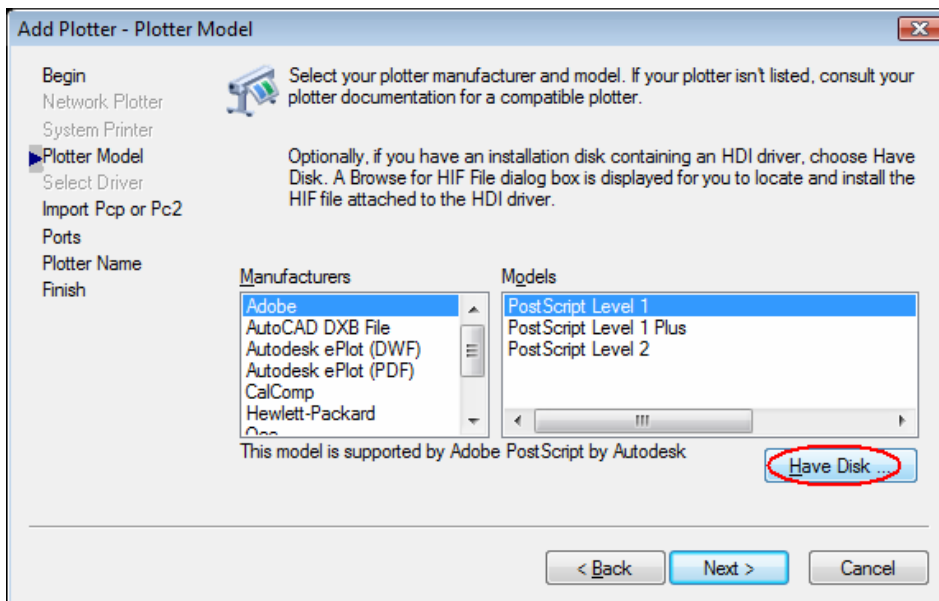 Add Plotter - Plotter Model
Begin
Network Plotter
System Printer
Plotter Model
Select Driver
Import Pcp or Pc2
Ports
Plotter Name
Finish
Select your plotter manufacturer and model. If your plotter isn't listed, consult your
plotter documentation for a compatible plotter.
Optionally, if you have an installation disk containing an HDI driver, choose Have
Disk. A Browse for HIF File dialog box is displayed for you to locate and install the
HIF file attached to the HDI driver.
Manufacturers
Adobe
AutoCAD DXB File
Autodesk ePlot (DWF)
Autodesk ePlot (PDF)
CalComp
Hewlett-Packard
Models
PostScript Level 1
PostScript Level 1 Plus
PostScript Level 2
This model is supported by Adobe PostScript by Autodesk
Have Disk ...
< Back
Next >
Cancel